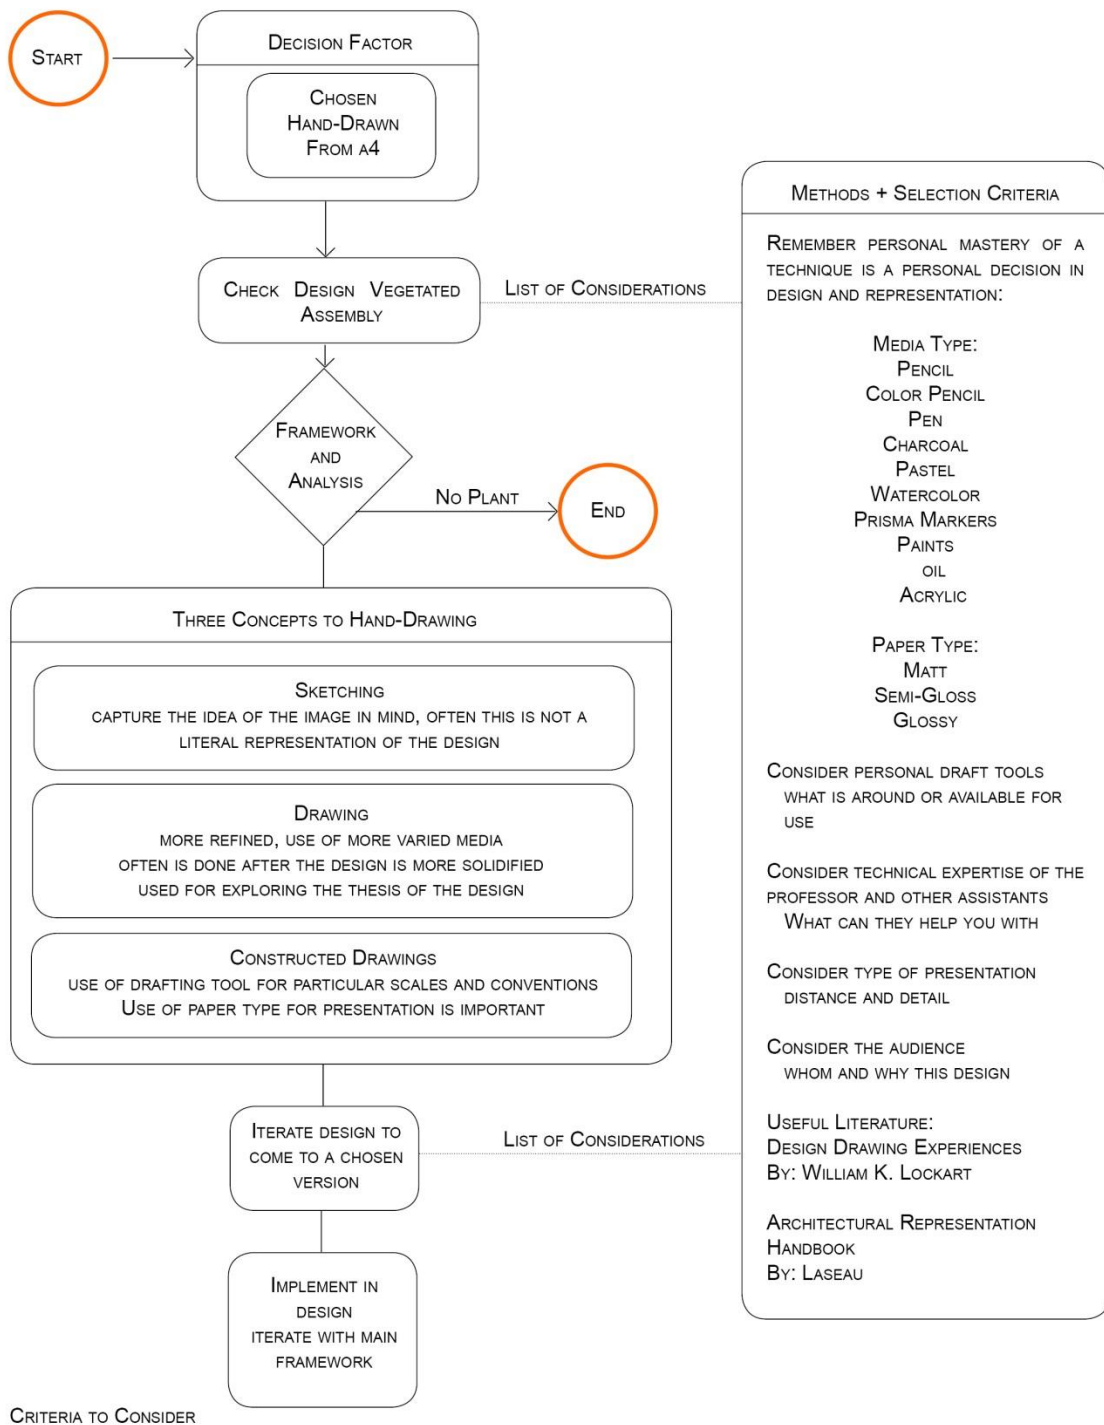 Start
Decision Factor
Chosen
Hand-Drawn
From a4
Check Design Vegetated
Assembly
List of Considerations
Framework
and
Analysis
No Plant
End
Three Concepts to Hand-Drawing
Sketching
capture the idea of the image in mind, often this is not a
literal representation of the design
Drawing
more refined, use of more varied media
often is done after the design is more solidified
used for exploring the thesis of the design
Constructed Drawings
use of drafting tool for particular scales and conventions
Use of paper type for presentation is important
Iterate design to
come to a chosen
version
List of Considerations
Implement in
design
iterate with main
framework
Methods + Selection Criteria
Remember personal mastery of a
technique is a personal decision in
design and representation:
Media Type:
Pencil
Color Pencil
Pen
Charcoal
Pastel
Watercolor
Prisma Markers
Paints
oil
Acrylic
Paper Type:
Matt
Semi-Gloss
Glossy
Consider personal draft tools
what is around or available for
use
Consider technical expertise of the
professor and other assistants
What can they help you with
Consider type of presentation
distance and detail
Consider the audience
whom and why this design
Useful Literature:
Design Drawing Experiences
By: William K. Lockart
Architectural Representation
Handbook
By: Laseau
Criteria to Consider